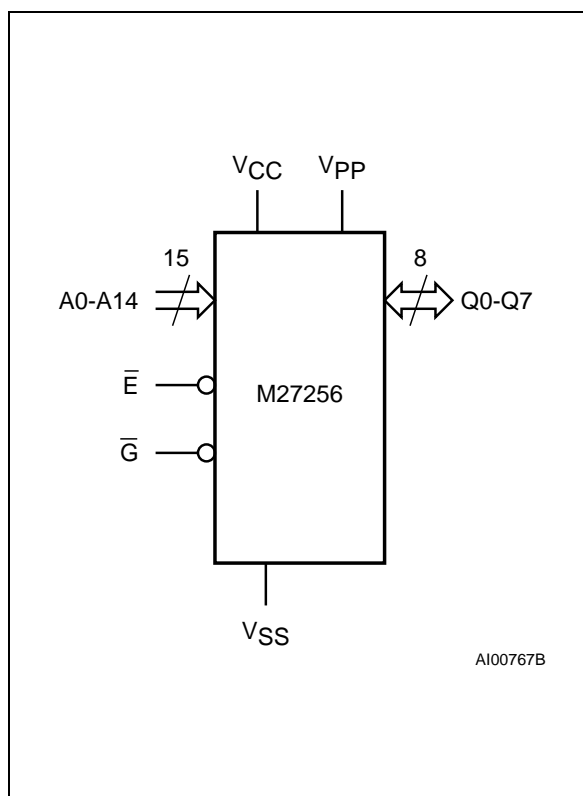 VCC VPP
15 8
A0-A14 Q0-Q7
E̅
M27256
G̅
VSS
AI00767B